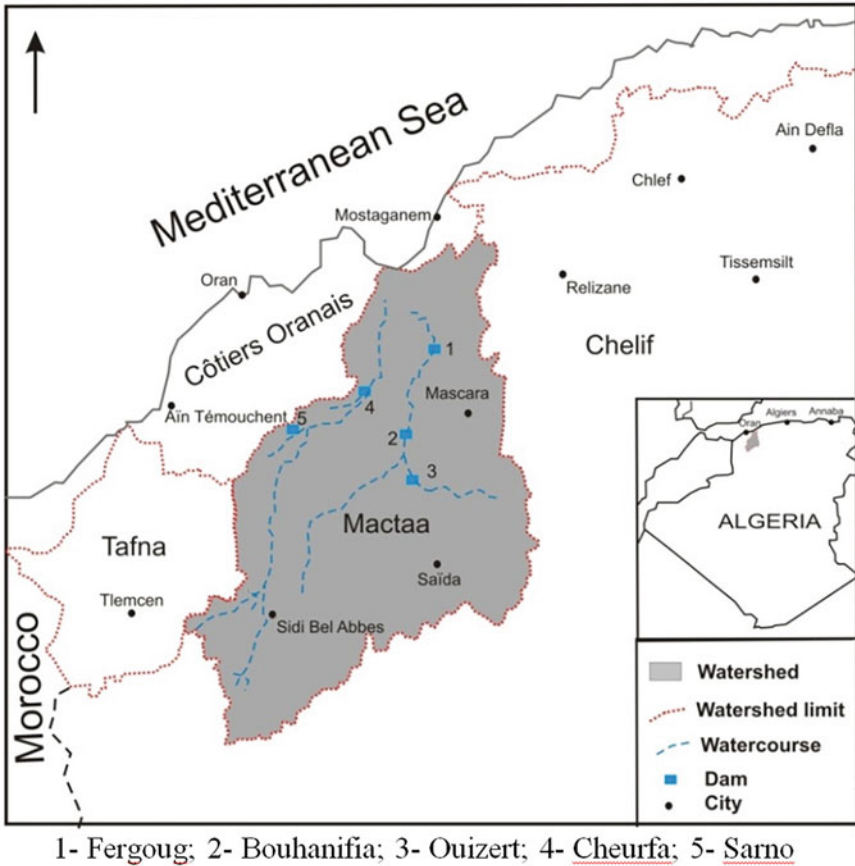 Mediterranean Sea
Ain Defla
Chlef
Mostaganem
Tissemsilt
Oran
Relizane
Côtiers Oranais
Chelif
1
Mascara
4
Aïn Témouchent
5
2
3
Oran
Algiers
Annaba
ALGERIA
Mactaa
Tafna
Saïda
Tlemcen
Sidi Bel Abbes
Morocco
Watershed
Watershed limit
Watercourse
Dam
City
1- Fergoug; 2- Bouhanifia; 3- Ouizert; 4- Cheurfa; 5- Sarno